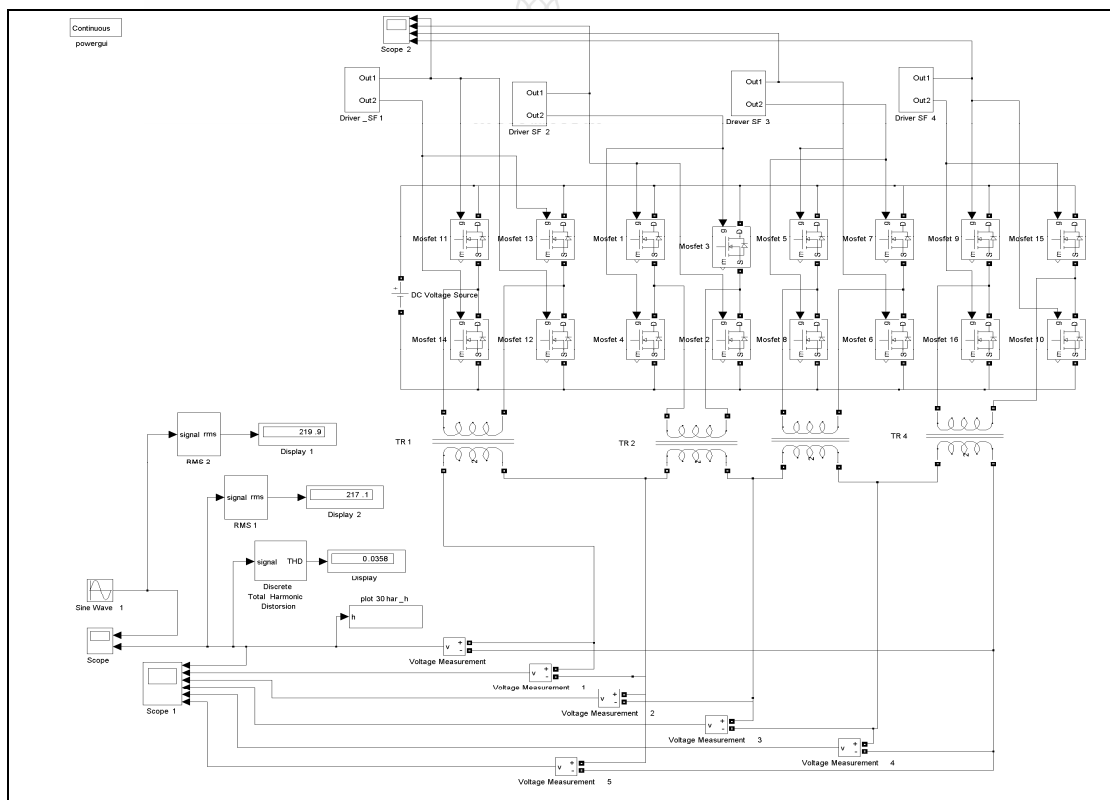 Continuous
powergui
Scope 2
Out1
Out2
Driver _SF 1
Out1
Out2
Driver SF 2
Out1
Out2
Drever SF 3
Out1
Out2
Driver SF 4
g D
E S
Mosfet 11
g D
E S
Mosfet 13
g D
E S
Mosfet 1
g D
E S
Mosfet 3
g D
E S
Mosfet 5
g D
E S
Mosfet 7
g D
E S
Mosfet 9
g D
E S
Mosfet 15
+
DC Voltage Source
g D
E S
Mosfet 14
g D
E S
Mosfet 12
g D
E S
Mosfet 4
g D
E S
Mosfet 2
g D
E S
Mosfet 8
g D
E S
Mosfet 6
g D
E S
Mosfet 16
g D
E S
Mosfet 10
TR 1
2
TR 2
2
2
TR 4
2
signal rms
RMS 2
219 .9
Display 1
signal rms
RMS 1
217 .1
Display 2
signal THD
Discrete
Total Harmonic
Distorsion
0.0358
Display
plot 30 har _h
h
Sine Wave 1
Scope
Scope 1
v + -
Voltage Measurement
v + -
Voltage Measurement 1
v + -
Voltage Measurement 2
v + -
Voltage Measurement 3
v + -
Voltage Measurement 4
v + -
Voltage Measurement 5